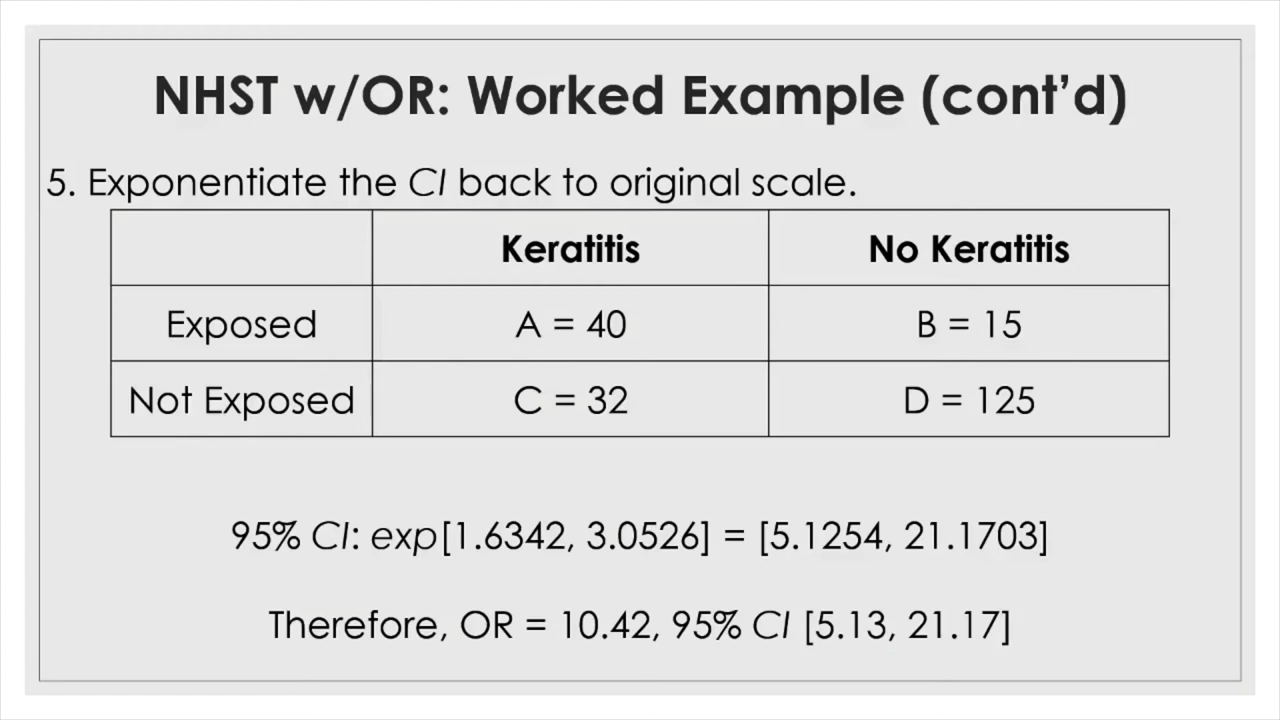 NHST w/OR: Worked Example (cont’d)
5. Exponentiate the CI back to original scale.
Keratitis No Keratitis
Exposed A = 40 B = 15
Not Exposed C = 32 D = 125
95% CI: exp[1.6342, 3.0526] = [5.1254, 21.1703]
Therefore, OR = 10.42, 95% CI [5.13, 21.17]